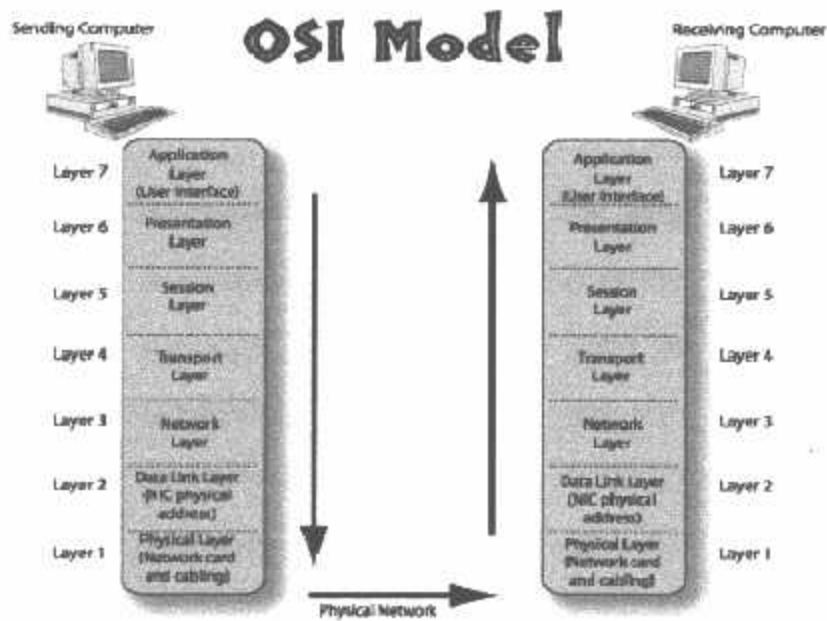 Sending Computer
OSI Model
Receiving Computer
Layer 7
Application
Layer
(User Interface)
Layer 6
Presentation
Layer
Layer 5
Session
Layer
Layer 4
Transport
Layer
Layer 3
Network
Layer
Layer 2
Data Link Layer
(NIC physical
address)
Layer 1
Physical Layer
(Network card
and cabling)
Physical Network
Application
Layer
(User Interface)
Layer 7
Presentation
Layer
Layer 6
Session
Layer
Layer 5
Transport
Layer
Layer 4
Network
Layer
Layer 3
Data Link Layer
(NIC physical
address)
Layer 2
Physical Layer
(Network card
and cabling)
Layer 1